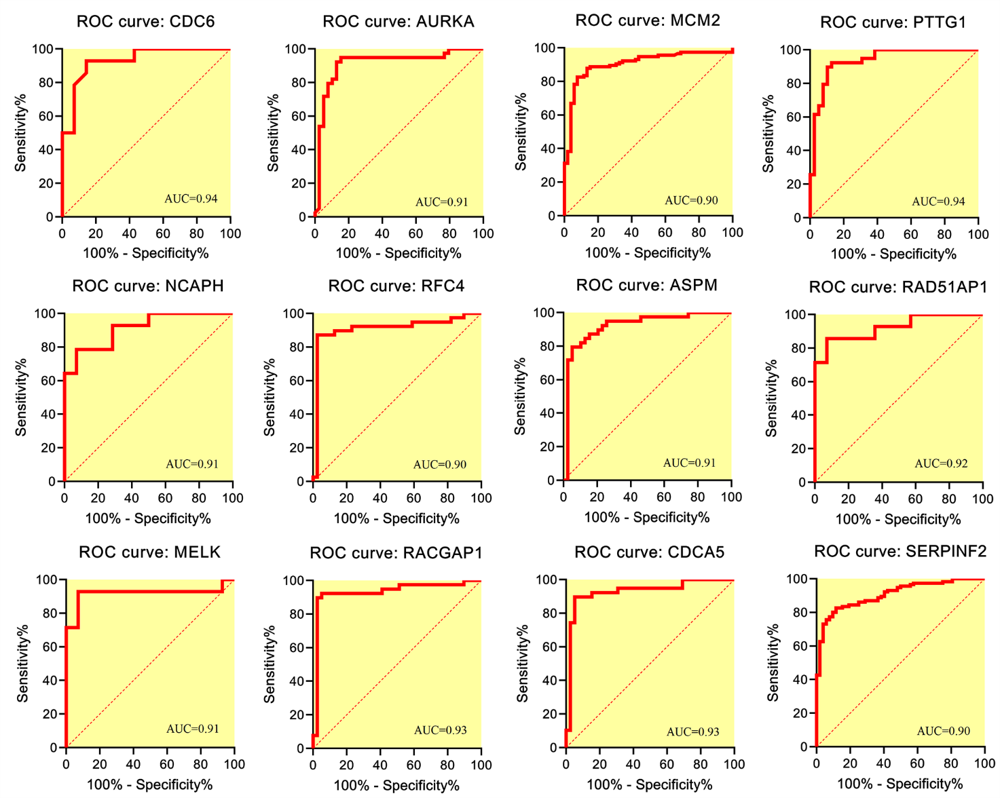 ROC curve: CDC6
Sensitivity%
100
80
60
40
20
0
AUC=0.94
0 20 40 60 80 100
100% - Specificity%
ROC curve: AURKA
Sensitivity%
100
80
60
40
20
0
AUC=0.91
0 20 40 60 80 100
100% - Specificity%
ROC curve: MCM2
Sensitivity%
100
80
60
40
20
0
AUC=0.90
0 20 40 60 80 100
100% - Specificity%
ROC curve: PTTG1
Sensitivity%
100
80
60
40
20
0
AUC=0.94
0 20 40 60 80 100
100% - Specificity%
ROC curve: NCAPH
Sensitivity%
100
80
60
40
20
0
AUC=0.91
0 20 40 60 80 100
100% - Specificity%
ROC curve: RFC4
Sensitivity%
100
80
60
40
20
0
AUC=0.90
0 20 40 60 80 100
100% - Specificity%
ROC curve: ASPM
Sensitivity%
100
80
60
40
20
0
AUC=0.91
0 20 40 60 80 100
100% - Specificity%
ROC curve: RAD51AP1
Sensitivity%
100
80
60
40
20
0
AUC=0.92
0 20 40 60 80 100
100% - Specificity%
ROC curve: MELK
Sensitivity%
100
80
60
40
20
0
AUC=0.91
0 20 40 60 80 100
100% - Specificity%
ROC curve: RACGAP1
Sensitivity%
100
80
60
40
20
0
AUC=0.93
0 20 40 60 80 100
100% - Specificity%
ROC curve: CDCA5
Sensitivity%
100
80
60
40
20
0
AUC=0.93
0 20 40 60 80 100
100% - Specificity%
ROC curve: SERPINF2
Sensitivity%
100
80
60
40
20
0
AUC=0.90
0 20 40 60 80 100
100% - Specificity%